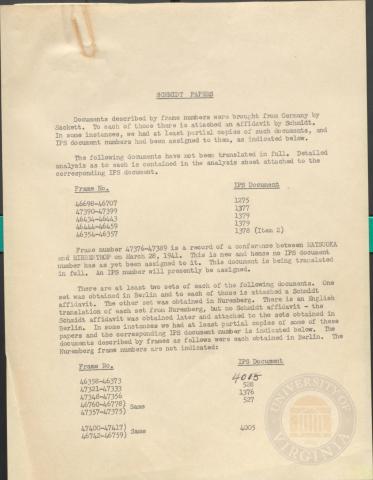 SCHMIDT PAPERS
Documents described by frame numbers were brought from Germany by
Sackett. To each of those there is attached an Affidavit by Schmidt.
In some instances, we had at least partial copies of such documents, and
IPS document numbers had been assigned to them, as indicated below.
The following documents have not been translated in full. Detailed
analysis as to each is contained in the analysis sheet attached to the
corresponding IPS document.
Frame No. IPS Document
46698-46707 1275
47390-47399 1377
46434-46443 1379
46444-46459 1379
46354-46357 1378 (Item 2)
Frame number 47376-47389 is a record of a conference between MATSUOKA
and RIBBENTROP on March 28, 1941. This is new and hence no IPS document
number has as yet been assigned to it. This document is being translated
in full. An IPS number will presently be assigned.
There are at least two sets of each of the following documents. One
set was obtained in Berlin and to each of those is attached a Schmidt
affidavit. The other set was obtained in Nuremberg. There is an English
translation of each set from Nuremberg, but no Schmidt affidavit - the
Schmidt affidavit was obtained later and attached to the sets obtained in
Berlin. In some instances we had at least partial copies of some of these
papers and the corresponding IPS document number is indicated below. The
documents described by frames as follows were each obtained in Berlin. The
Nuremberg frame numbers are not indicated:
Frame No. IPS Document
46358-46373 4005
47321-47333 528
47348-47356 1376
46760-46778) Same 527
47357-47375)
47400-47417) Same 4005
46742-46759)
UNIVERSITY OF VIRGINIA